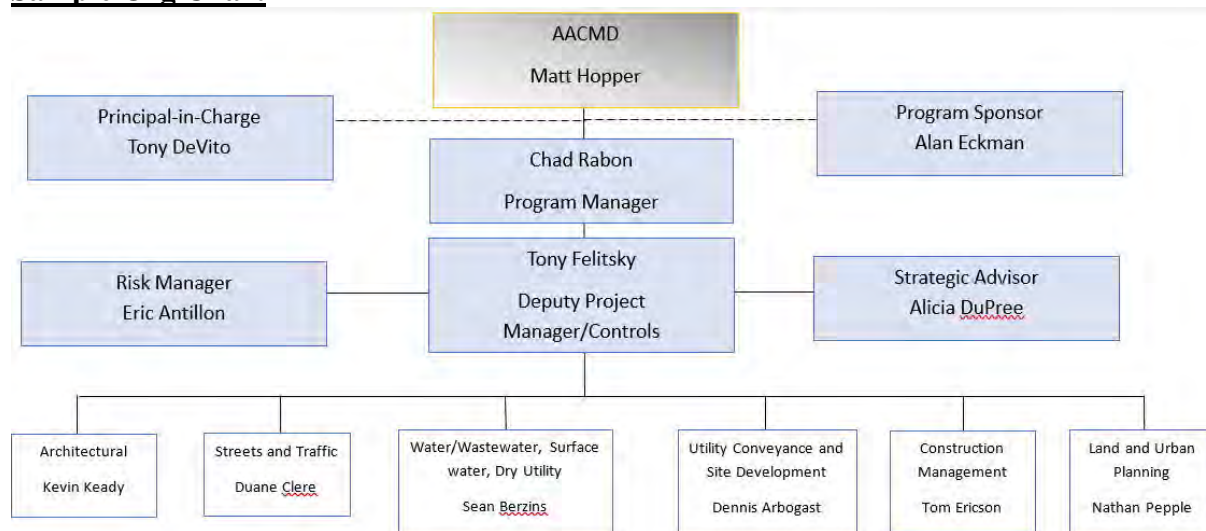 AACMD
Matt Hopper
Principal-in-Charge
Tony DeVito
Program Sponsor
Alan Eckman
Chad Rabon
Program Manager
Tony Felitsky
Deputy Project
Manager/Controls
Risk Manager
Eric Antillon
Strategic Advisor
Alicia DuPree
Architectural
Kevin Keady
Streets and Traffic
Duane Clere
Water/Wastewater, Surface
water, Dry Utility
Sean Berzins
Utility Conveyance and
Site Development
Dennis Arbogast
Construction
Management
Tom Ericson
Land and Urban
Planning
Nathan Pepple